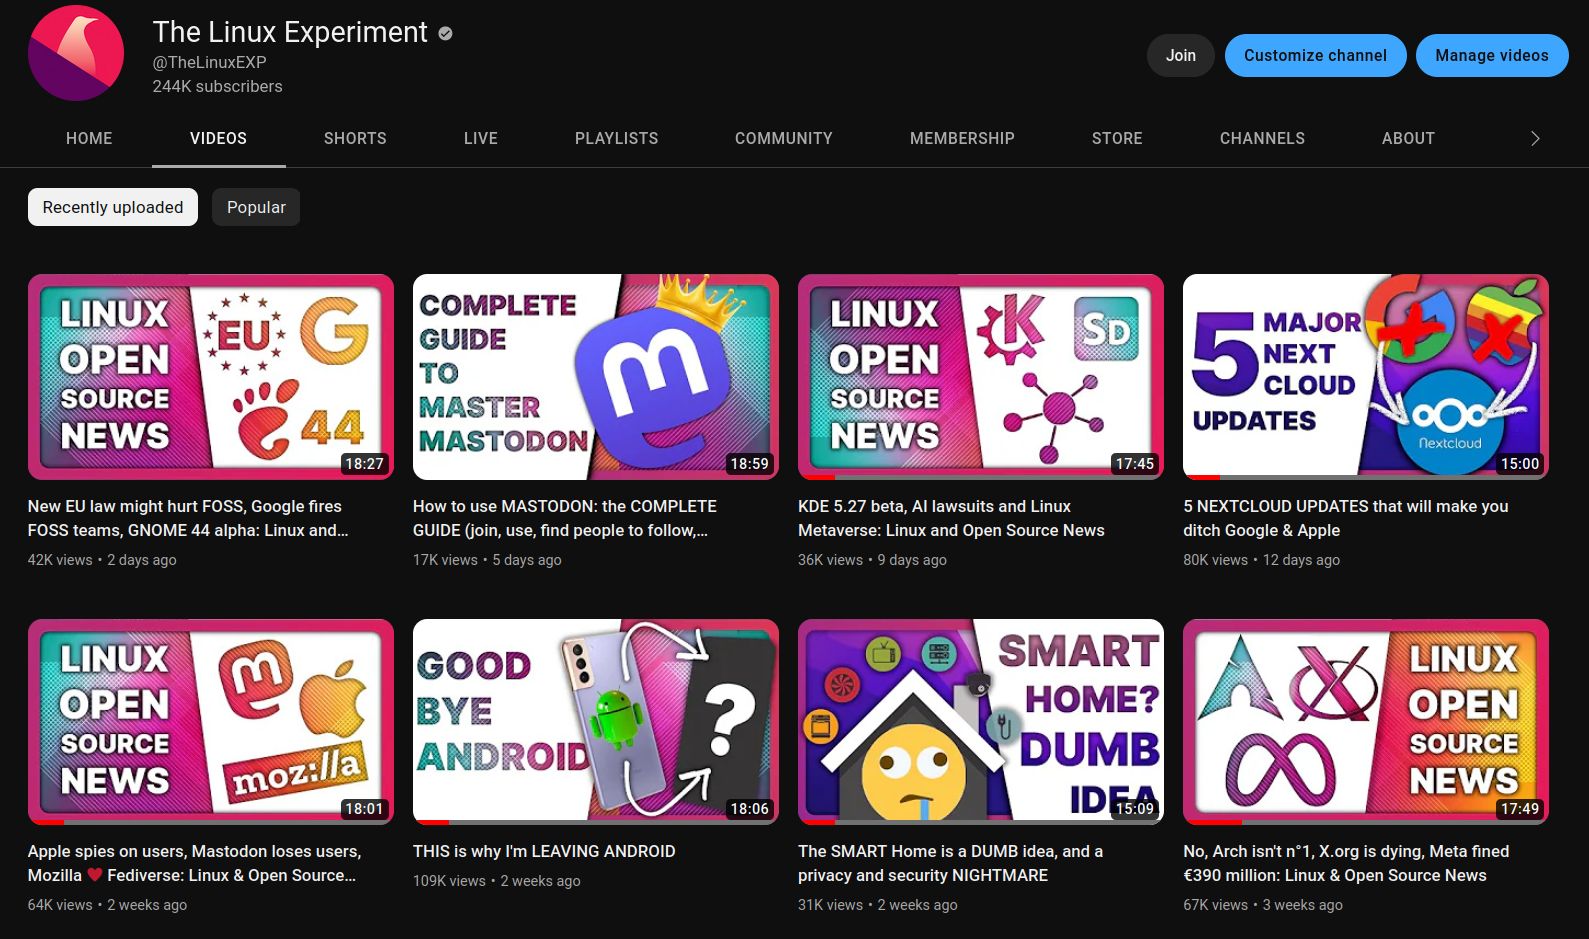 The Linux Experiment
@TheLinuxEXP
244K subscribers
Join
Customize channel
Manage videos
HOME
VIDEOS
SHORTS
LIVE
PLAYLISTS
COMMUNITY
MEMBERSHIP
STORE
CHANNELS
ABOUT
Recently uploaded
Popular
LINUX
OPEN
SOURCE
NEWS
EU
G
44
18:27
COMPLETE
GUIDE
TO
MASTER
MASTODON
m
18:59
LINUX
OPEN
SOURCE
NEWS
K
SD
17:45
5 MAJOR
NEXT
CLOUD
UPDATES
Nextcloud
15:00
New EU law might hurt FOSS, Google fires
FOSS teams, GNOME 44 alpha: Linux and...
42K views • 2 days ago
How to use MASTODON: the COMPLETE
GUIDE (join, use, find people to follow,...
17K views • 5 days ago
KDE 5.27 beta, AI lawsuits and Linux
Metaverse: Linux and Open Source News
36K views • 9 days ago
5 NEXTCLOUD UPDATES that will make you
ditch Google & Apple
80K views • 12 days ago
LINUX
OPEN
SOURCE
NEWS
m
moz://a
18:01
GOOD
BYE
ANDROID
?
18:06
SMART
HOME?
DUMB
IDEA
15:09
X
LINUX
OPEN
SOURCE
NEWS
17:49
Apple spies on users, Mastodon loses users,
Mozilla ❤ Fediverse: Linux & Open Source...
64K views • 2 weeks ago
THIS is why I'm LEAVING ANDROID
109K views • 2 weeks ago
The SMART Home is a DUMB idea, and a
privacy and security NIGHTMARE
31K views • 2 weeks ago
No, Arch isn't n°1, X.org is dying, Meta fined
€390 million: Linux & Open Source News
67K views • 3 weeks ago